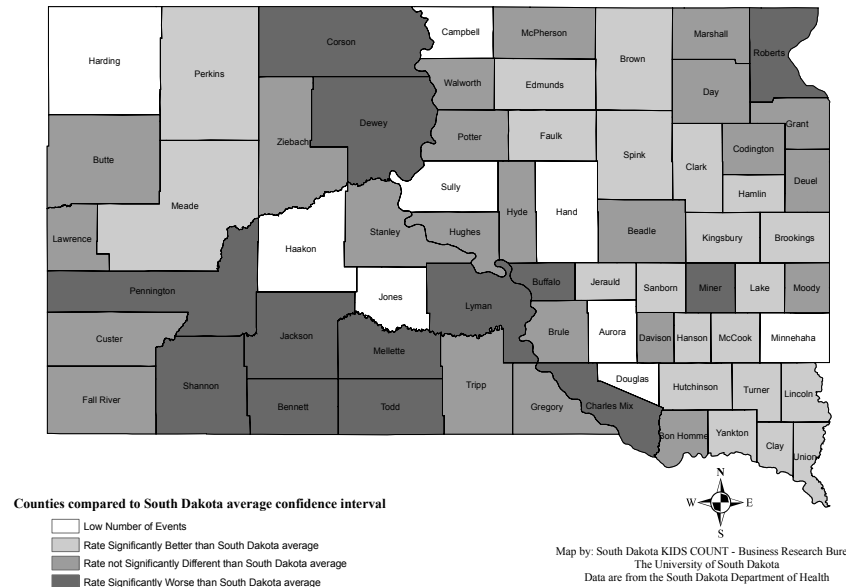 Corson
Campbell
McPherson
Marshall
Roberts
Harding
Perkins
Brown
Walworth
Edmunds
Day
Dewey
Ziebach
Potter
Faulk
Grant
Butte
Spink
Clark
Codington
Deuel
Meade
Sully
Hamlin
Hyde
Hand
Lawrence
Haakon
Stanley
Hughes
Beadle
Kingsbury
Brookings
Pennington
Jones
Lyman
Buffalo
Jerauld
Sanborn
Miner
Lake
Moody
Custer
Jackson
Mellette
Brule
Aurora
Davison
Hanson
McCook
Minnehaha
Fall River
Shannon
Bennett
Todd
Tripp
Gregory
Charles Mix
Douglas
Hutchinson
Turner
Lincoln
Bon Homme
Yankton
Clay
Union
N
W
E
S
Counties compared to South Dakota average confidence interval
Low Number of Events
Rate Significantly Better than South Dakota average
Rate not Significantly Different than South Dakota average
Rate Significantly Worse than South Dakota average
Map by: South Dakota KIDS COUNT - Business Research Bure
The University of South Dakota
Data are from the South Dakota Department of Health